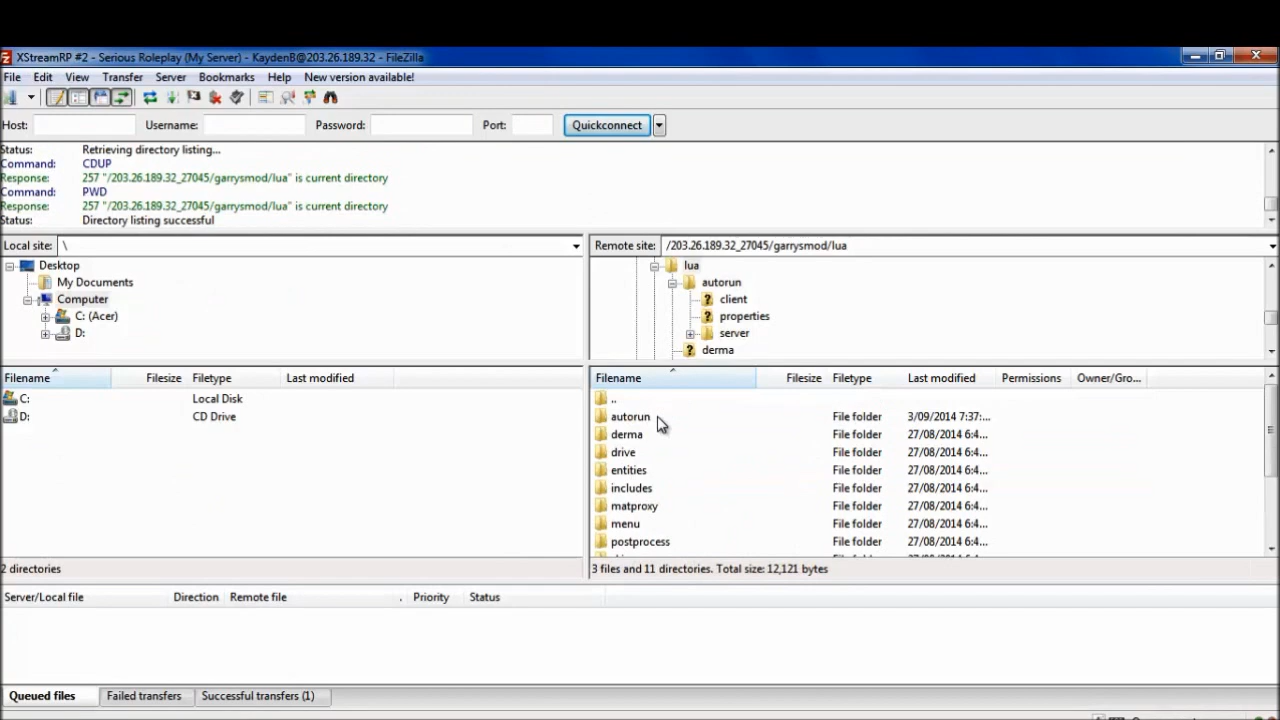 XStreamRP #2 - Serious Roleplay (My Server) - KaydenB@203.26.189.32 - FileZilla
File Edit View Transfer Server Bookmarks Help New version available!
Host: Username: Password: Port: Quickconnect
Status: Retrieving directory listing...
Command: CDUP
Response: 257 "/203.26.189.32_27045/garrysmod/lua" is current directory
Command: PWD
Response: 257 "/203.26.189.32_27045/garrysmod/lua" is current directory
Status: Directory listing successful
Local site: \
Desktop
My Documents
Computer
C: (Acer)
D:
Remote site: /203.26.189.32_27045/garrysmod/lua
lua
autorun
client
properties
server
derma
Filename Filesize Filetype Last modified
C: Local Disk
D: CD Drive
2 directories
Filename Filesize Filetype Last modified Permissions Owner/Gro...
..
autorun File folder 3/09/2014 7:37:...
derma File folder 27/08/2014 6:4...
drive File folder 27/08/2014 6:4...
entities File folder 27/08/2014 6:4...
includes File folder 27/08/2014 6:4...
matproxy File folder 27/08/2014 6:4...
menu File folder 27/08/2014 6:4...
postprocess File folder 27/08/2014 6:4...
3 files and 11 directories. Total size: 12,121 bytes
Server/Local file Direction Remote file . Priority Status
Queued files Failed transfers Successful transfers (1)